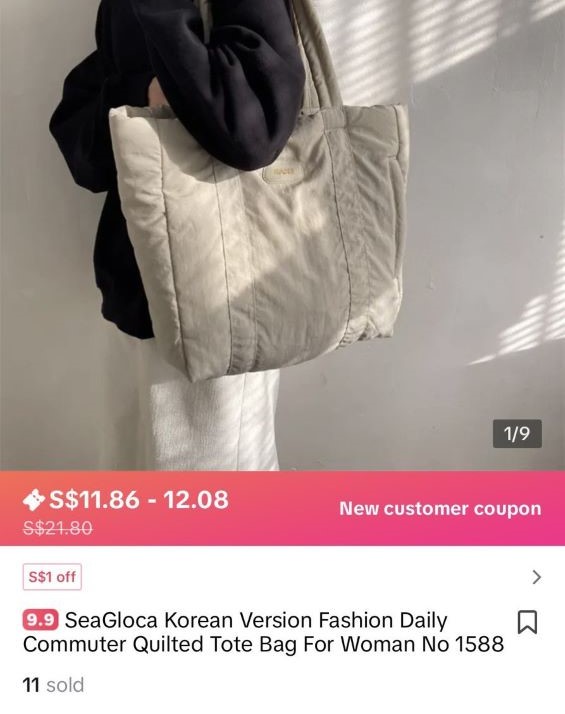 1/9
S$11.86 - 12.08
New customer coupon
S$21.80
S$1 off
9.9 SeaGloca Korean Version Fashion Daily
Commuter Quilted Tote Bag For Woman No 1588
11 sold